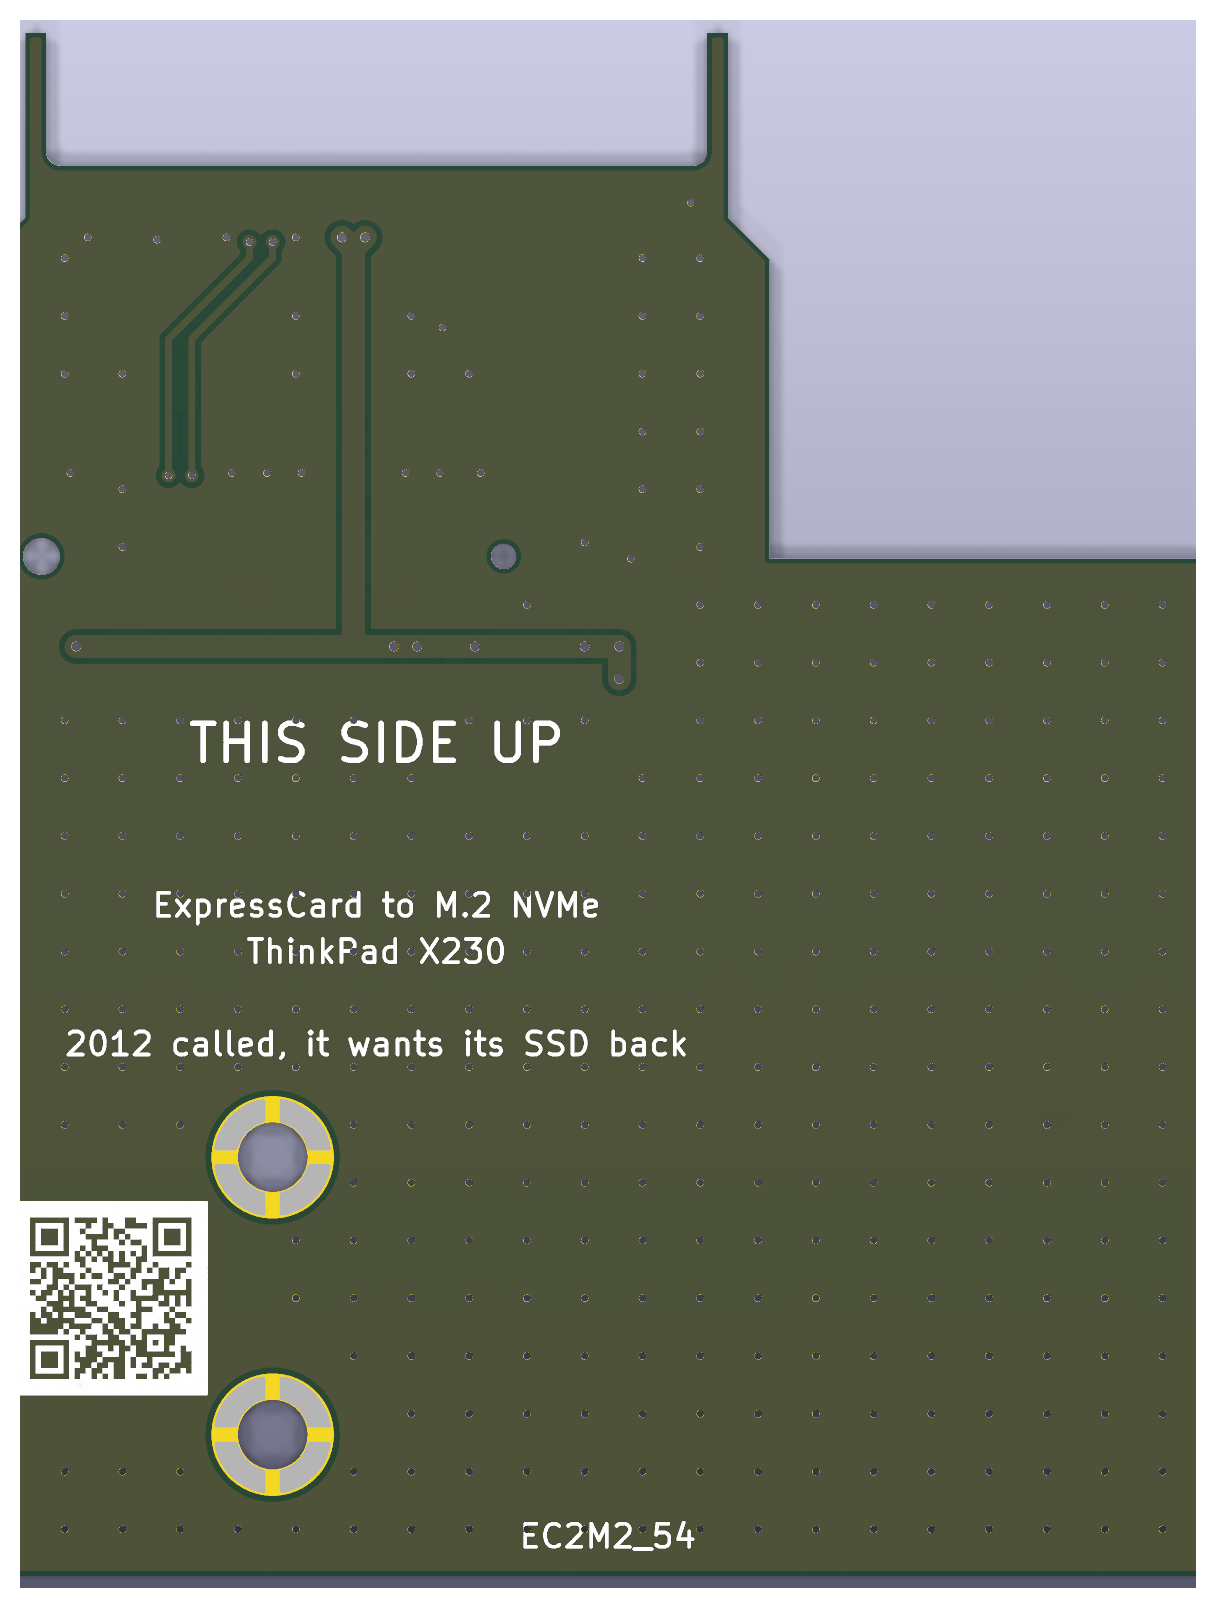 THIS SIDE UP
ExpressCard to M.2 NVMe
ThinkPad X230
2012 called, it wants its SSD back
EC2M2_54